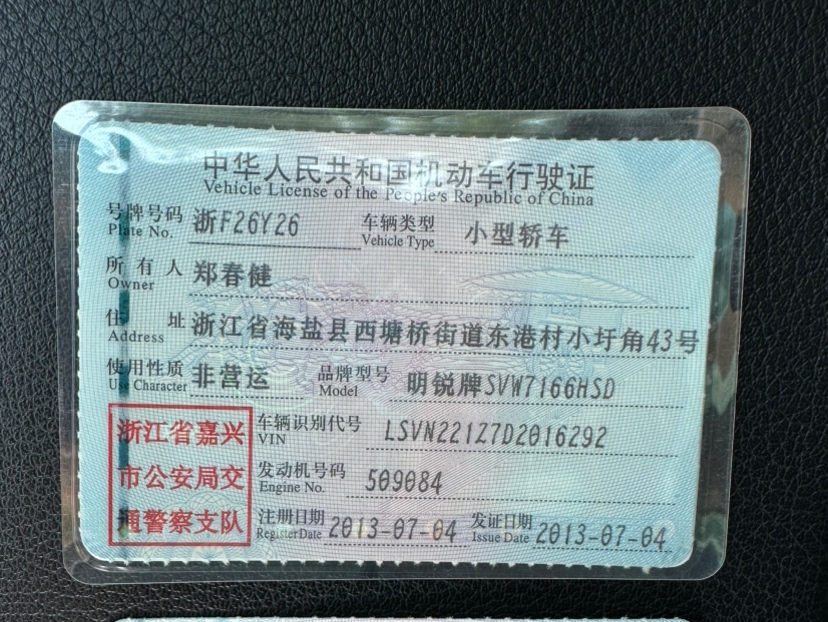 中华人民共和国机动车行驶证
Vehicle License of the People's Republic of China
号牌号码 浙F26Y26 车辆类型 小型轿车
Plate No. Vehicle Type
所有人 郑春健
Owner
住址 浙江省海盐县西塘桥街道东港村小圩角43号
Address
使用性质 非营运 品牌型号 明锐牌SVW7166HSD
Use Character Model
浙江省嘉兴 车辆识别代号 LSVN221Z7D2016292
VIN
市公安局交 发动机号码 509084
Engine No.
通警察支队 注册日期 2013-07-04 发证日期 2013-07-04
Register Date Issue Date